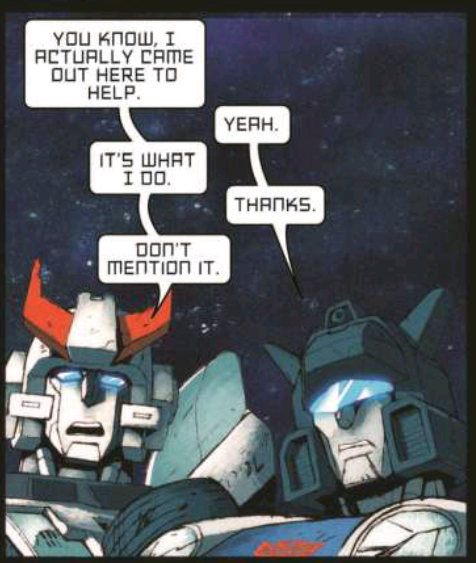 YOU KNOW, I
ACTUALLY CAME
OUT HERE TO
HELP.
IT'S WHAT
I DO.
DON'T
MENTION IT.
YEAH.
THANKS.